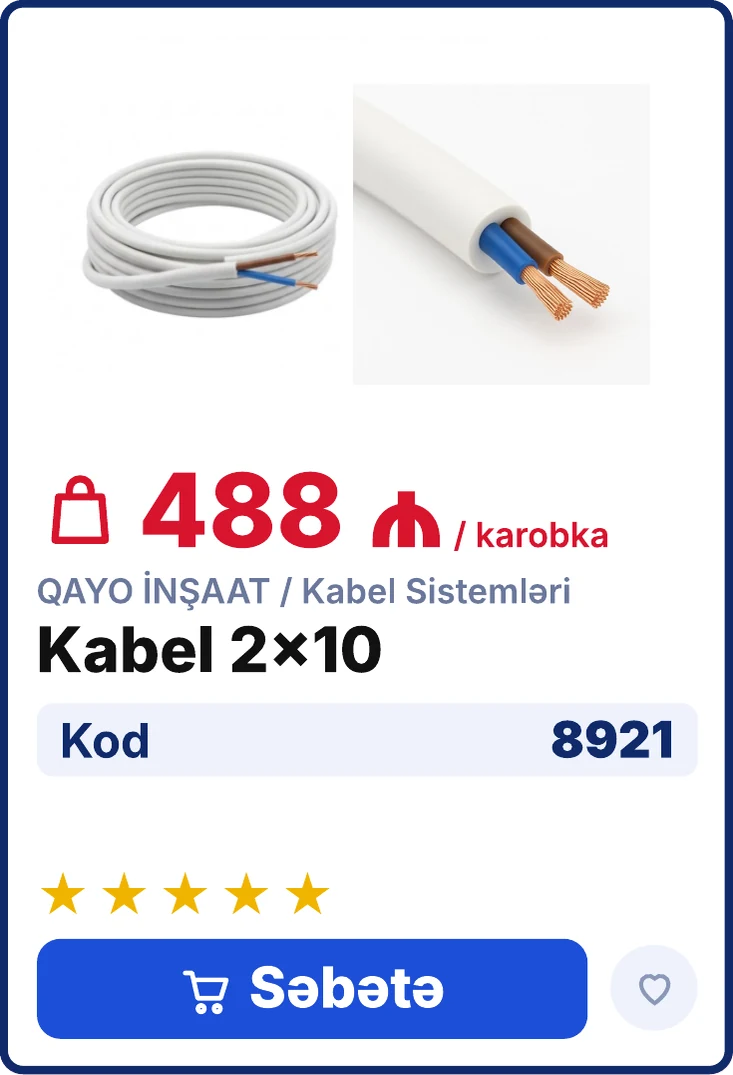 488 ₼ / karobka
QAYO İNŞAAT / Kabel Sistemləri
Kabel 2×10
Kod 8921
Səbətə